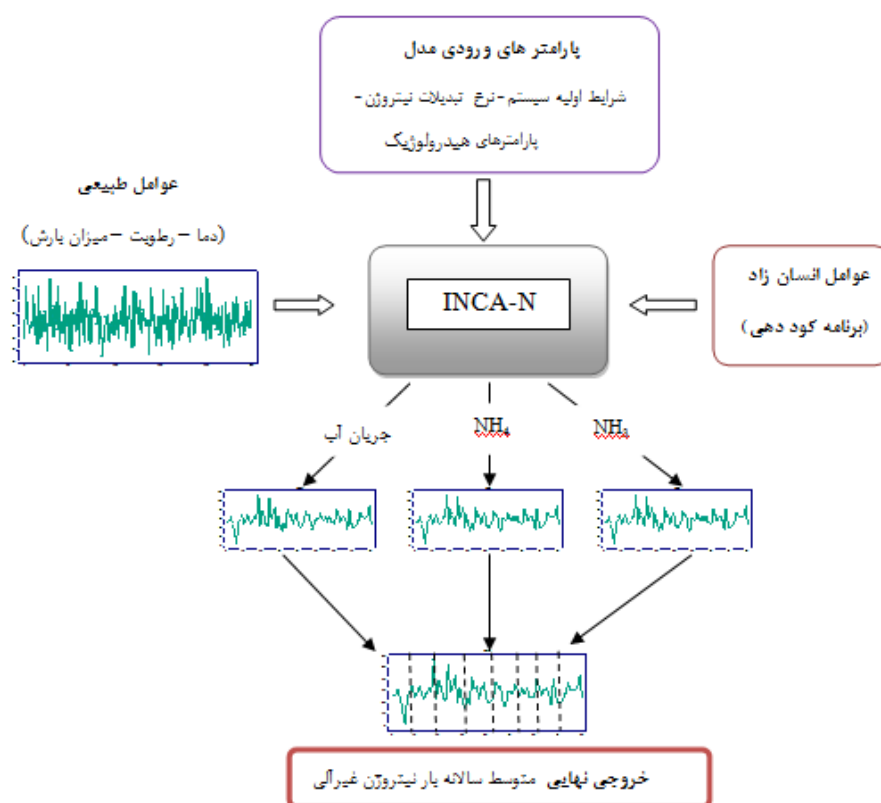 پارامتر های ورودی مدل
شرایط اولیه سیستم -نرخ تبدیلات نیتروژن -
پارامترهای هیدرولوژیک
عوامل طبیعی
(دما – رطوبت – میزان بارش)
INCA-N
عوامل انسان زاد
(برنامه کود دهی)
جریان آب
NH4
NH3
خروجی نهایی متوسط سالانه بار نیتروژن غیرآلی